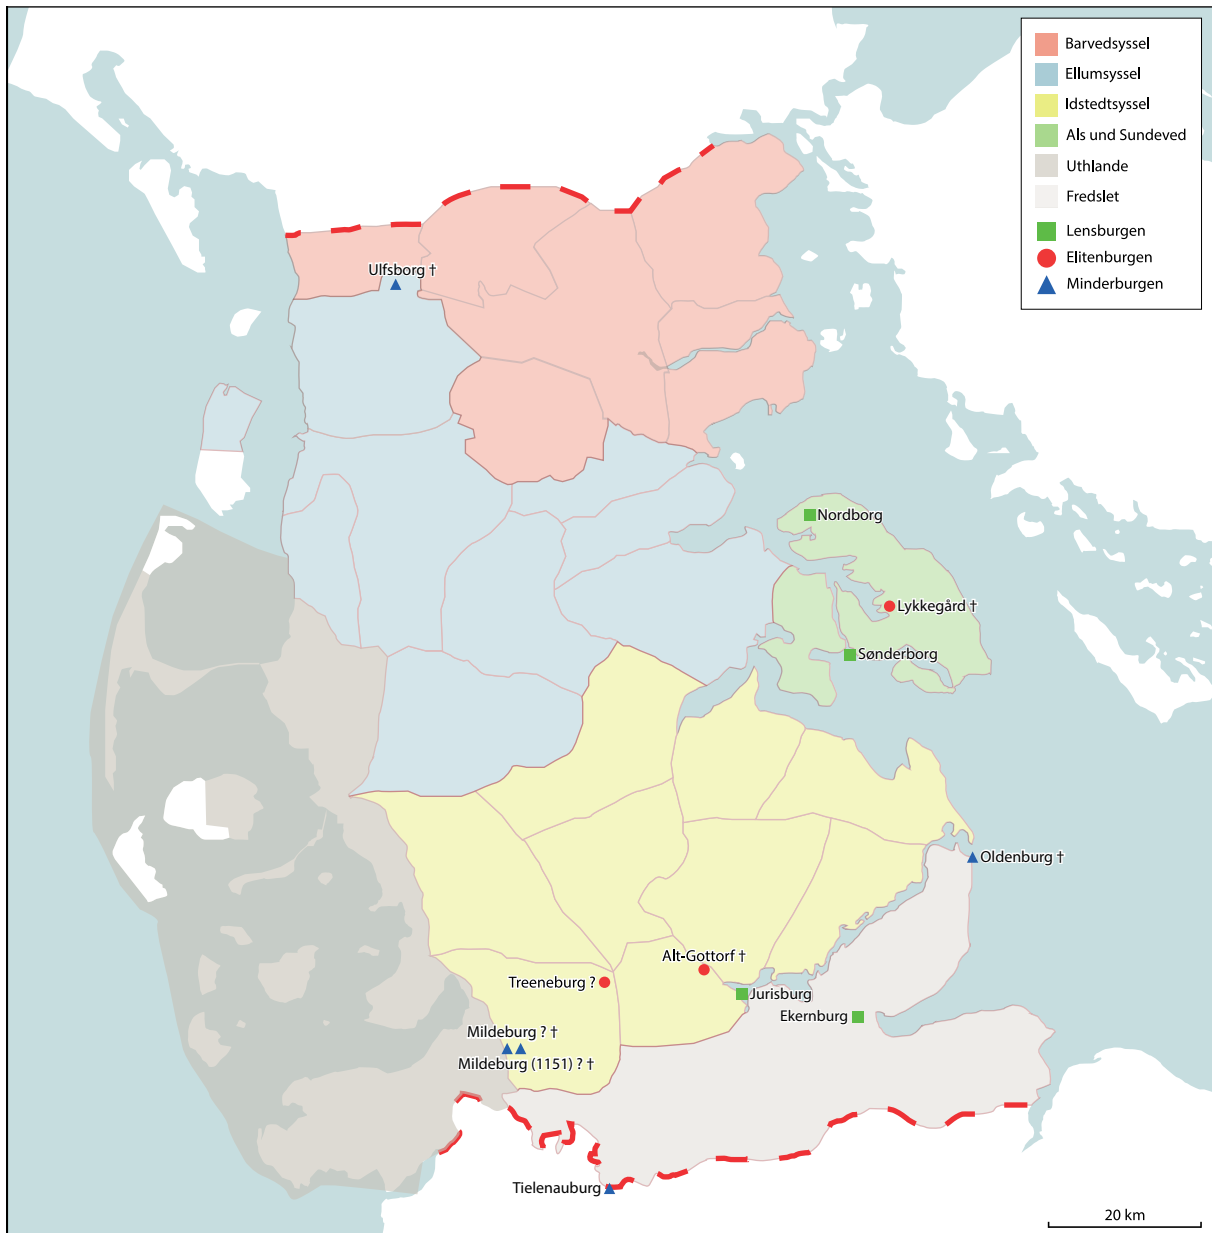 Barvedsyssel
Ellumsyssel
Idstedtsyssel
Als und Sundeved
Uthlande
Fredslet
Lensburgen
Elitenburgen
Minderburgen
Ulfsborg †
Nordborg
Lykkegård †
Sønderborg
Oldenburg †
Alt-Gottorf †
Treeneburg ?
Jurisburg
Ekernburg
Mildeburg ? †
Mildeburg (1151) ? †
Tielenauburg
20 km